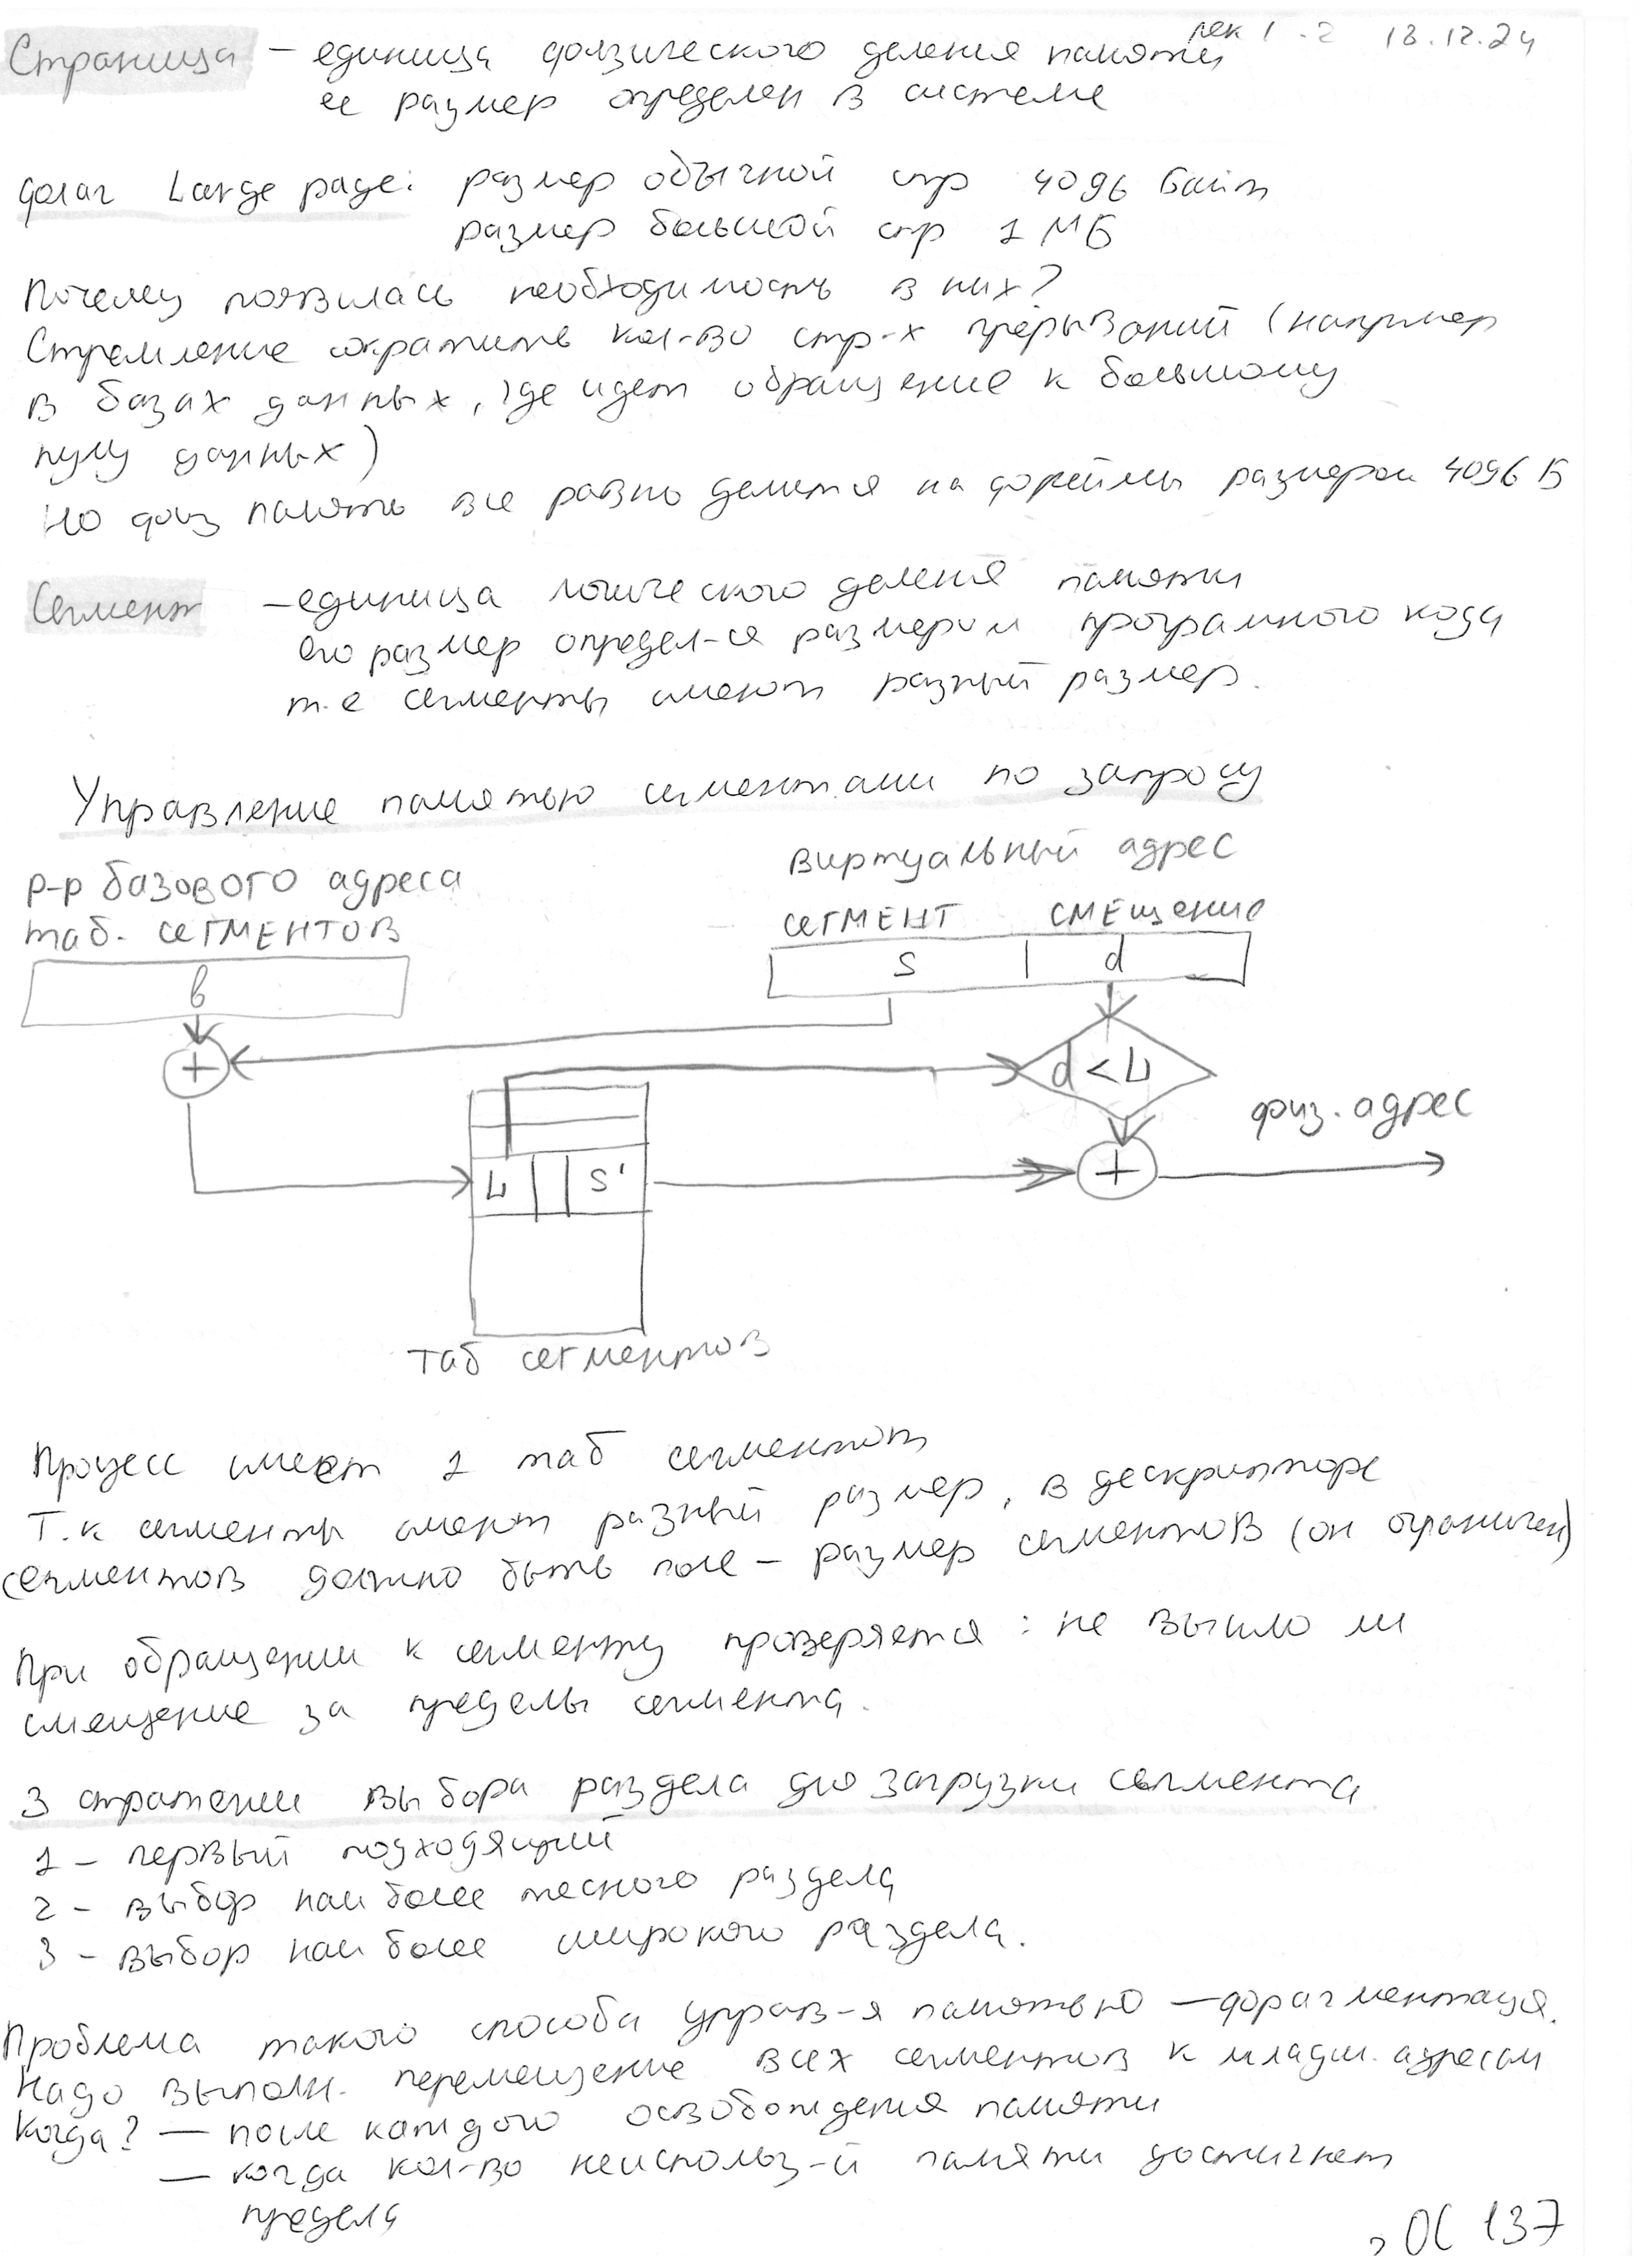 лек 1-2 18.12.24
Страница — единица физического деления памяти
ее размер определен в системе
флаг Large page: размер обычной стр 4096 байт
размер большой стр 1 МБ
Почему появилась необходимость в них?
Стремление сократить кол-во стр-х прерываний (например
в базах данных, где идет обращение к большому
пулу данных)
Но физ память все равно делится на фреймы размером 4096 Б
Сегмент — единица логического деления памяти
его размер определ-ся размером програмного кода
т.е сегменты имеют разный размер.
Управление памятью сегментами по запросу
р-р базового адреса
таб. сегментов
виртуальный адрес
сегмент смещение
b
s d
+
d < L
физ. адрес
L s'
+
таб сегментов
Процесс имеет 1 таб сегментов
Т.к сегменты имеют разный размер, в дескрипторе
сегментов должно быть поле — размер сегментов (он ограничен)
При обращении к сегменту проверяется: не вышло ли
смещение за пределы сегмента.
3 стратегии выбора раздела для загрузки сегмента
1 - первый подходящий
2 - выбор наиболее тесного раздела
3 - выбор наиболее широкого раздела.
Проблема такого способа управ-я памятью — фрагментация.
Надо выполн. перемещение всех сегментов к младш. адресам
Когда? — после каждого освобождения памяти
— когда кол-во неиспольз-й памяти достигнет
предела
ОС 137